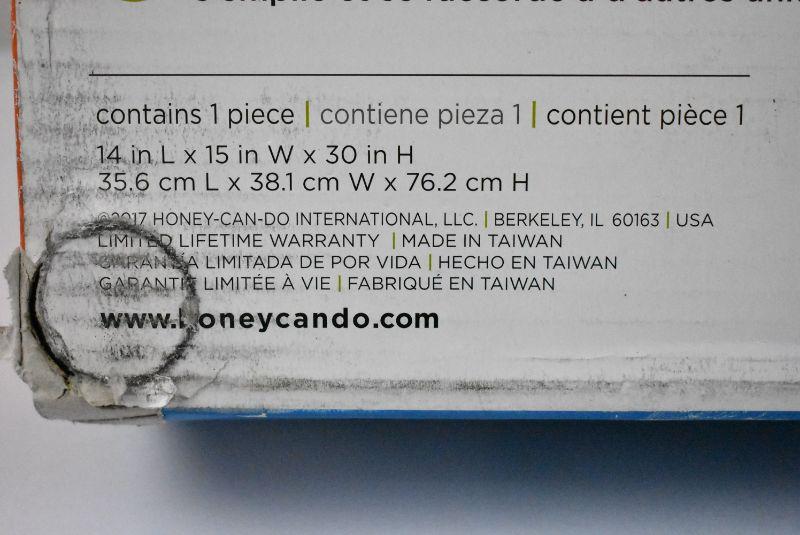 contains 1 piece | contiene pieza 1 | contient pièce 1
14 in L x 15 in W x 30 in H
35.6 cm L x 38.1 cm W x 76.2 cm H
©2017 HONEY-CAN-DO INTERNATIONAL, LLC. | BERKELEY, IL 60163 | USA
LIMITED LIFETIME WARRANTY | MADE IN TAIWAN
GARANTÍA LIMITADA DE POR VIDA | HECHO EN TAIWAN
GARANTIE LIMITÉE À VIE | FABRIQUÉ EN TAIWAN
www.honeycando.com